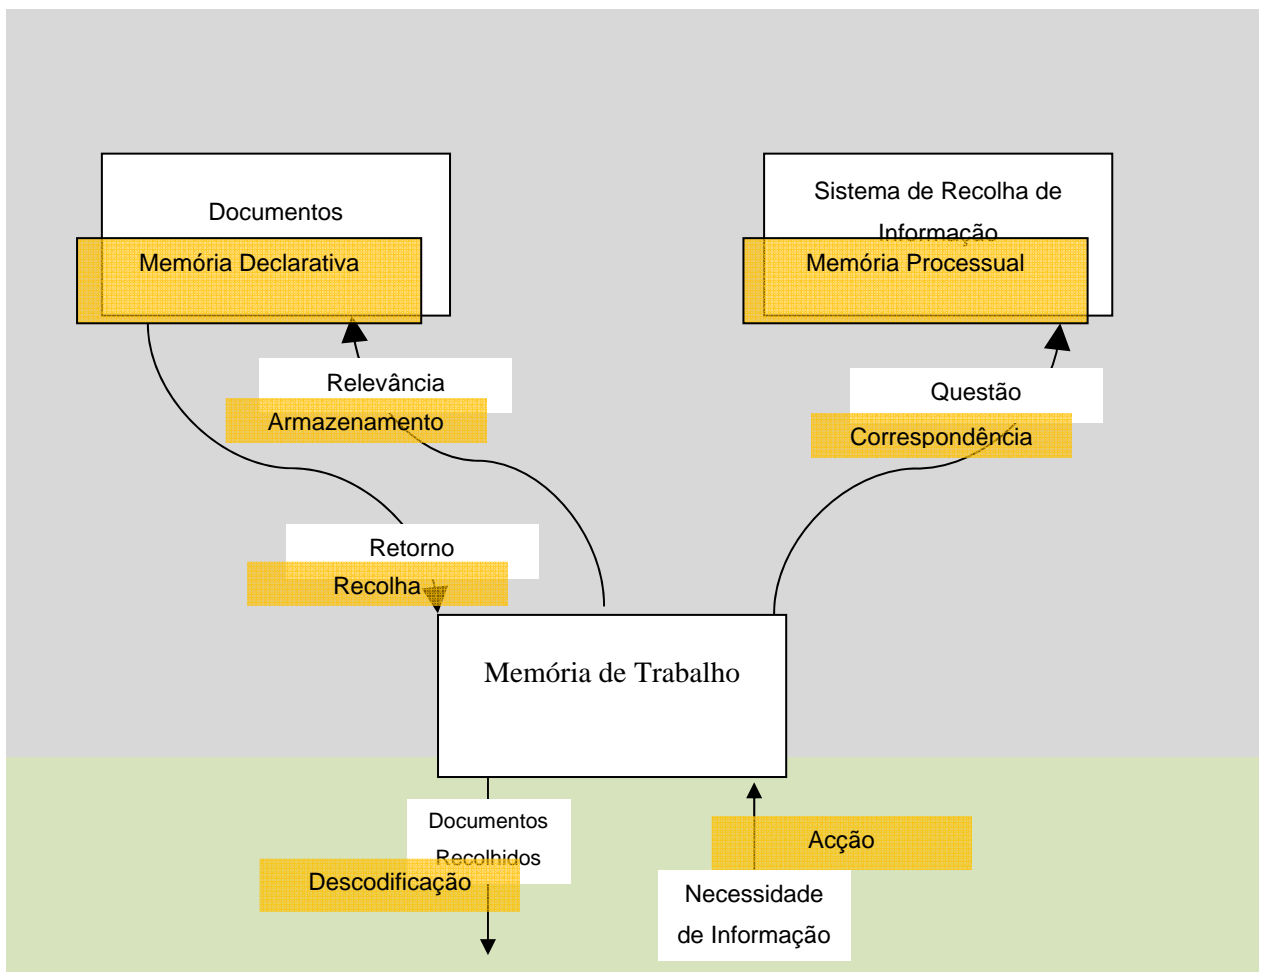 Documentos
Memória Declarativa
Sistema de Recolha de
Informação
Memória Processual
Relevância
Armazenamento
Questão
Correspondência
Retorno
Recolha
Memória de Trabalho
Documentos
Recolhidos
Descodificação
Acção
Necessidade
de Informação